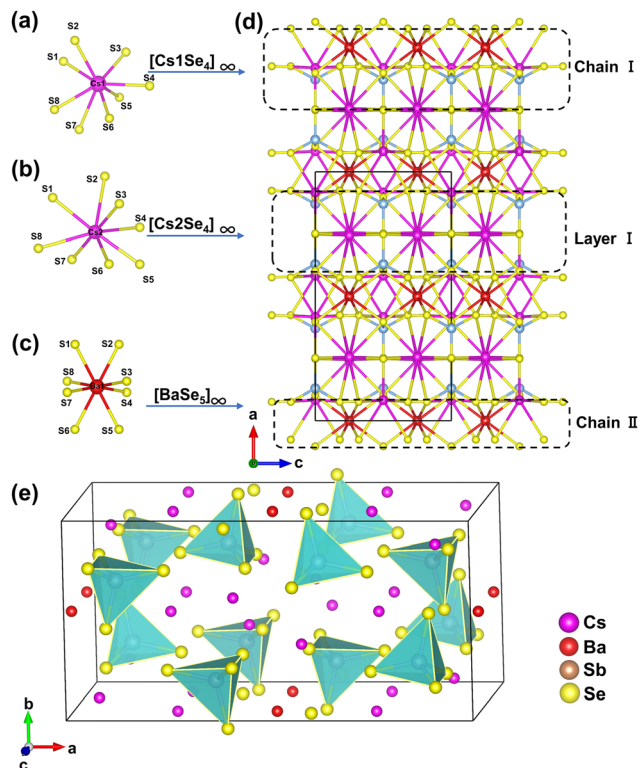 (a)
S2
S1
S3
Cs1
S4
S5
S8
S6
S7
[Cs1Se4]∞
(d)
Chain Ⅰ
(b)
S2
S1
S3
S4
Cs2
S8
S7
S6
S5
[Cs2Se4]∞
Layer Ⅰ
(c)
S1
S2
S8
S3
Ba1
S7
S4
S6
S5
[BaSe5]∞
a
c
Chain Ⅱ
(e)
Cs
Ba
Sb
Se
b
a
c